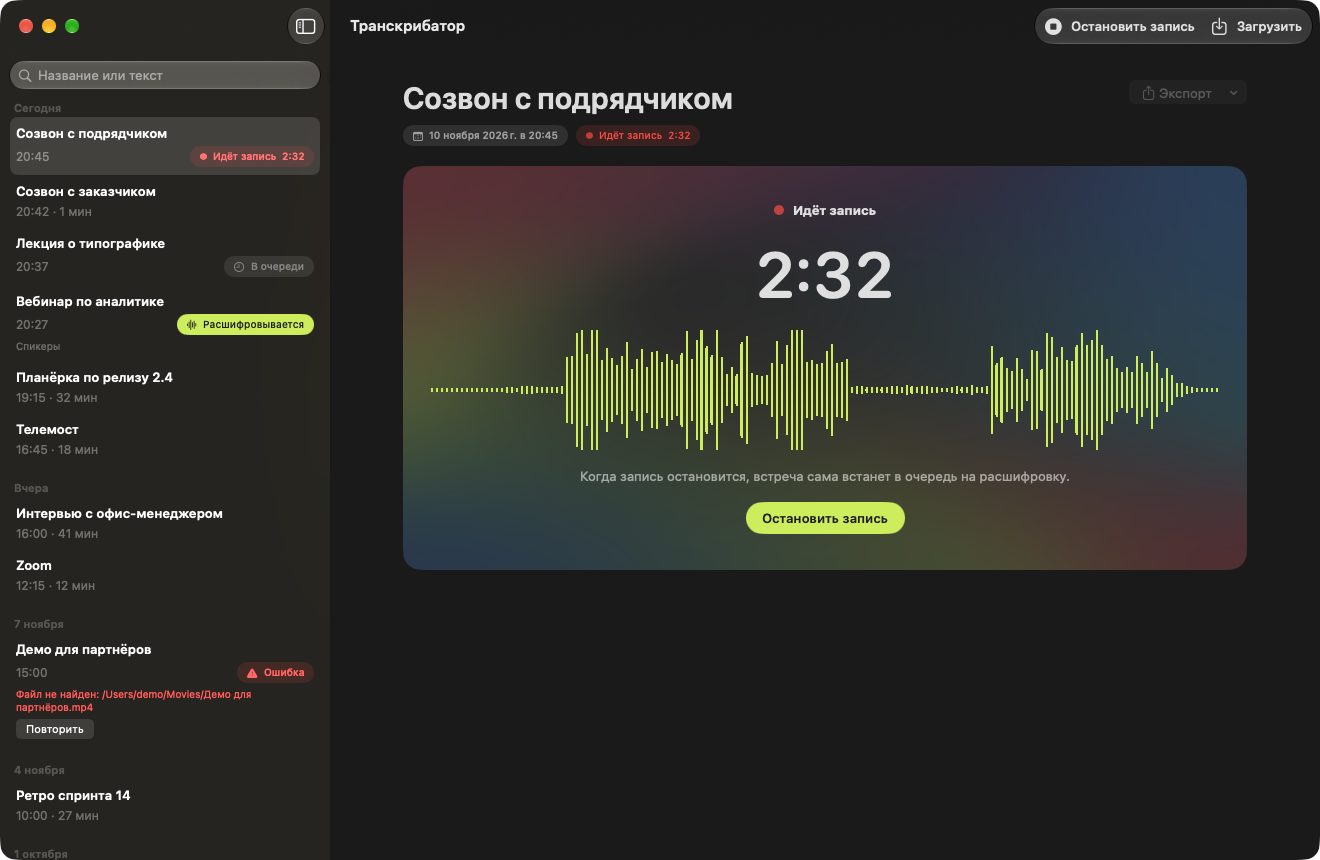 Транскрибатор
Остановить запись
Загрузить
Название или текст
Сегодня
Созвон с подрядчиком
20:45
Идёт запись 2:32
Созвон с заказчиком
20:42 · 1 мин
Лекция о типографике
20:37
В очереди
Вебинар по аналитике
20:27
Расшифровывается
Спикеры
Планёрка по релизу 2.4
19:15 · 32 мин
Телемост
16:45 · 18 мин
Вчера
Интервью с офис-менеджером
16:00 · 41 мин
Zoom
12:15 · 12 мин
7 ноября
Демо для партнёров
15:00
Ошибка
Файл не найден: /Users/demo/Movies/Демо для
партнёров.mp4
Повторить
4 ноября
Ретро спринта 14
10:00 · 27 мин
1 октября
Созвон с подрядчиком
Экспорт
10 ноября 2026 г. в 20:45
Идёт запись 2:32
Идёт запись
2:32
Когда запись остановится, встреча сама встанет в очередь на расшифровку.
Остановить запись